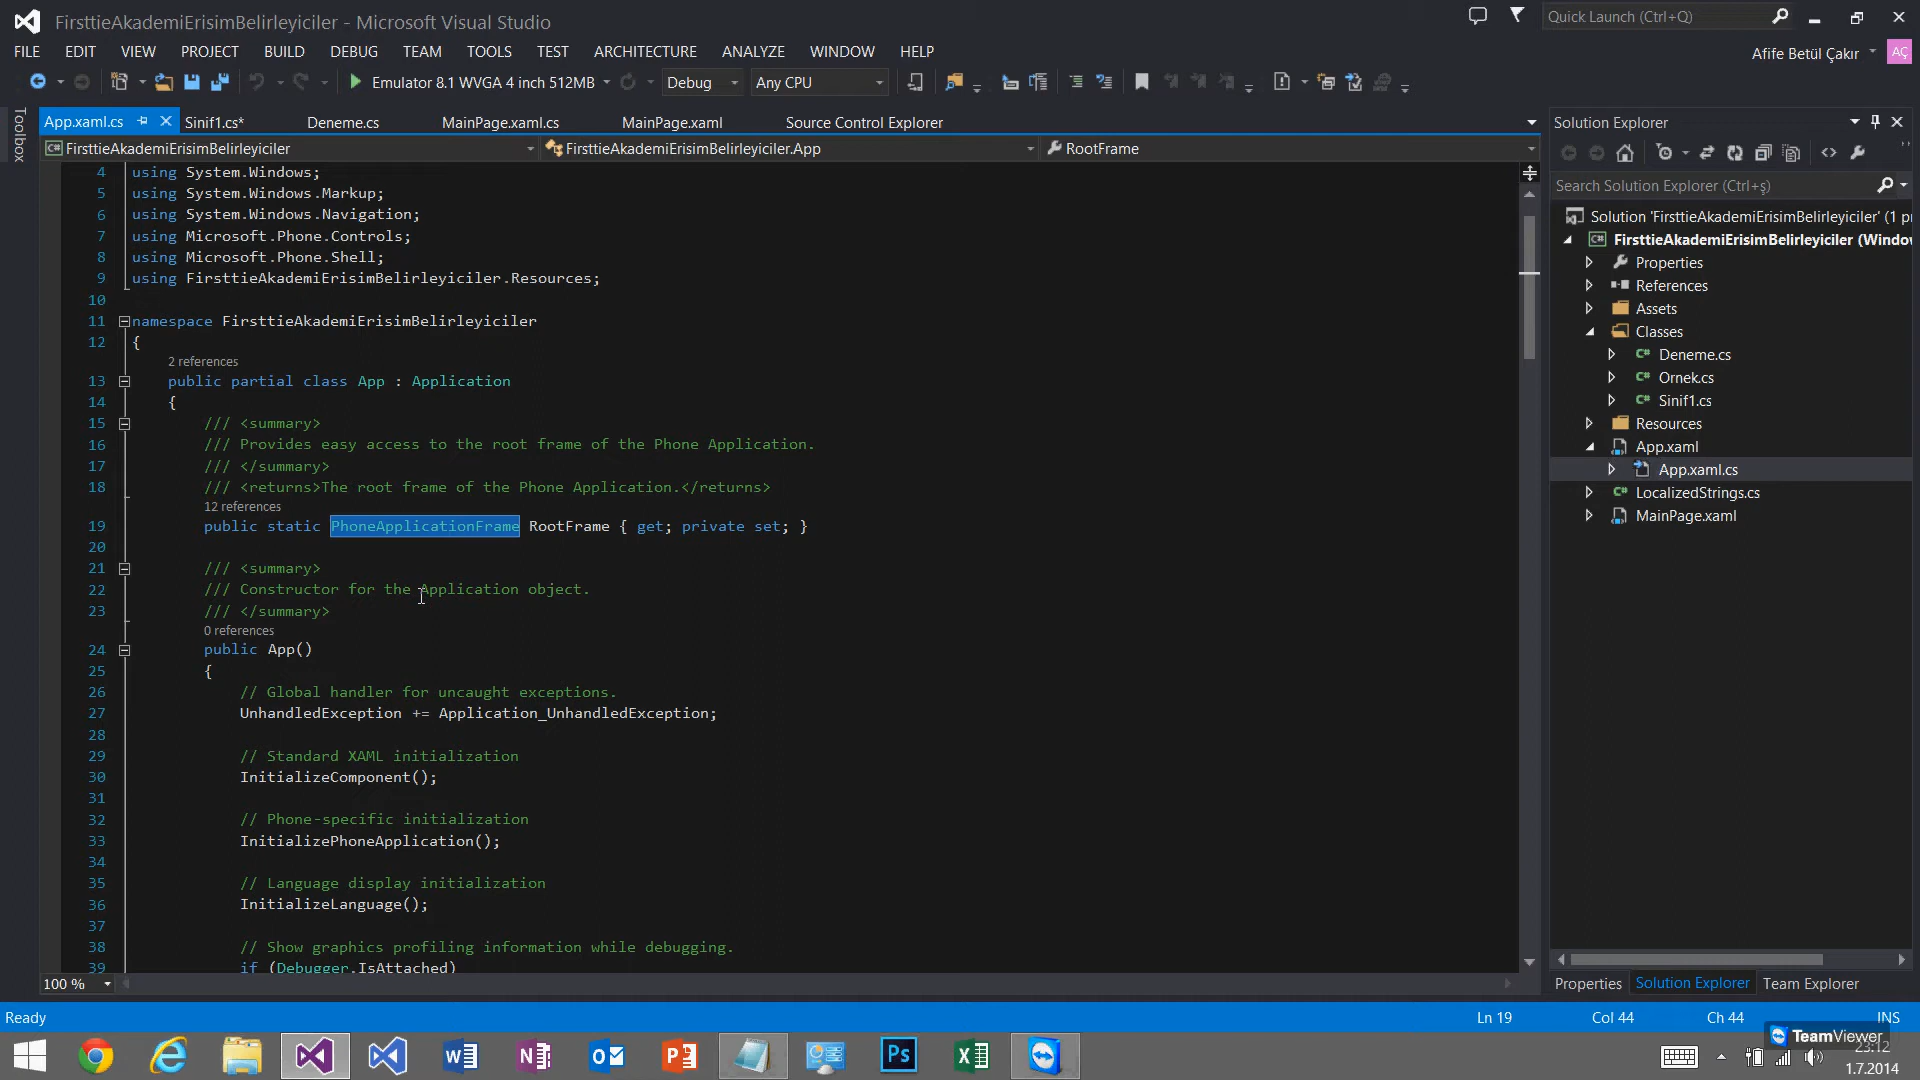 FirsttieAkademiErisimBelirleyiciler - Microsoft Visual Studio
Quick Launch (Ctrl+Q)
FILE EDIT VIEW PROJECT BUILD DEBUG TEAM TOOLS TEST ARCHITECTURE ANALYZE WINDOW HELP
Afife Betül Çakır AÇ
Emulator 8.1 WVGA 4 inch 512MB Debug Any CPU
Toolbox
App.xaml.cs Sinif1.cs* Deneme.cs MainPage.xaml.cs MainPage.xaml Source Control Explorer
FirsttieAkademiErisimBelirleyiciler FirsttieAkademiErisimBelirleyiciler.App RootFrame
4 using System.Windows;
5 using System.Windows.Markup;
6 using System.Windows.Navigation;
7 using Microsoft.Phone.Controls;
8 using Microsoft.Phone.Shell;
9 using FirsttieAkademiErisimBelirleyiciler.Resources;
10
11 namespace FirsttieAkademiErisimBelirleyiciler
12 {
2 references
13 public partial class App : Application
14 {
15 /// <summary>
16 /// Provides easy access to the root frame of the Phone Application.
17 /// </summary>
18 /// <returns>The root frame of the Phone Application.</returns>
12 references
19 public static PhoneApplicationFrame RootFrame { get; private set; }
20
21 /// <summary>
22 /// Constructor for the Application object.
23 /// </summary>
0 references
24 public App()
25 {
26 // Global handler for uncaught exceptions.
27 UnhandledException += Application_UnhandledException;
28
29 // Standard XAML initialization
30 InitializeComponent();
31
32 // Phone-specific initialization
33 InitializePhoneApplication();
34
35 // Language display initialization
36 InitializeLanguage();
37
38 // Show graphics profiling information while debugging.
39 if (Debugger.IsAttached)
100 %
Solution Explorer
Search Solution Explorer (Ctrl+ş)
Solution 'FirsttieAkademiErisimBelirleyiciler' (1 p
FirsttieAkademiErisimBelirleyiciler (Windo
Properties
References
Assets
Classes
Deneme.cs
Ornek.cs
Sinif1.cs
Resources
App.xaml
App.xaml.cs
LocalizedStrings.cs
MainPage.xaml
Properties Solution Explorer Team Explorer
Ready Ln 19 Col 44 Ch 44 INS
TeamViewer
23:12
1.7.2014